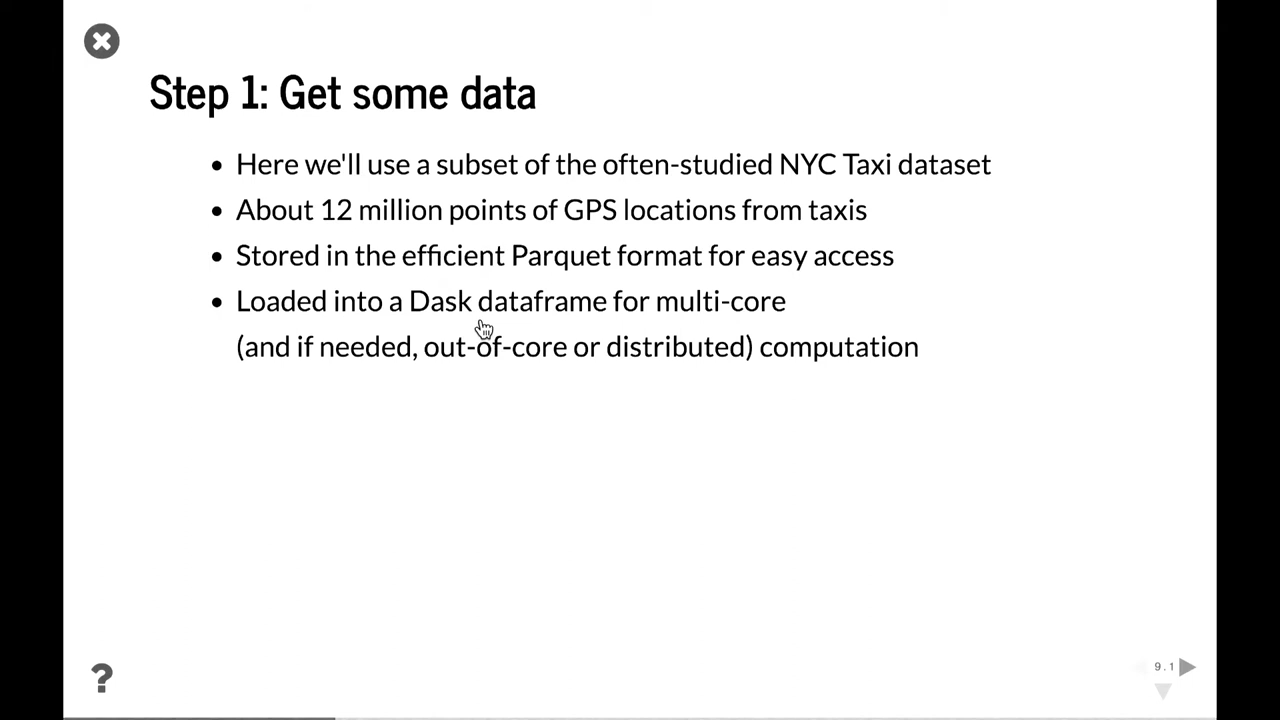 Step 1: Get some data
Here we'll use a subset of the often-studied NYC Taxi dataset
About 12 million points of GPS locations from taxis
Stored in the efficient Parquet format for easy access
Loaded into a Dask dataframe for multi-core
(and if needed, out-of-core or distributed) computation
?
9.1